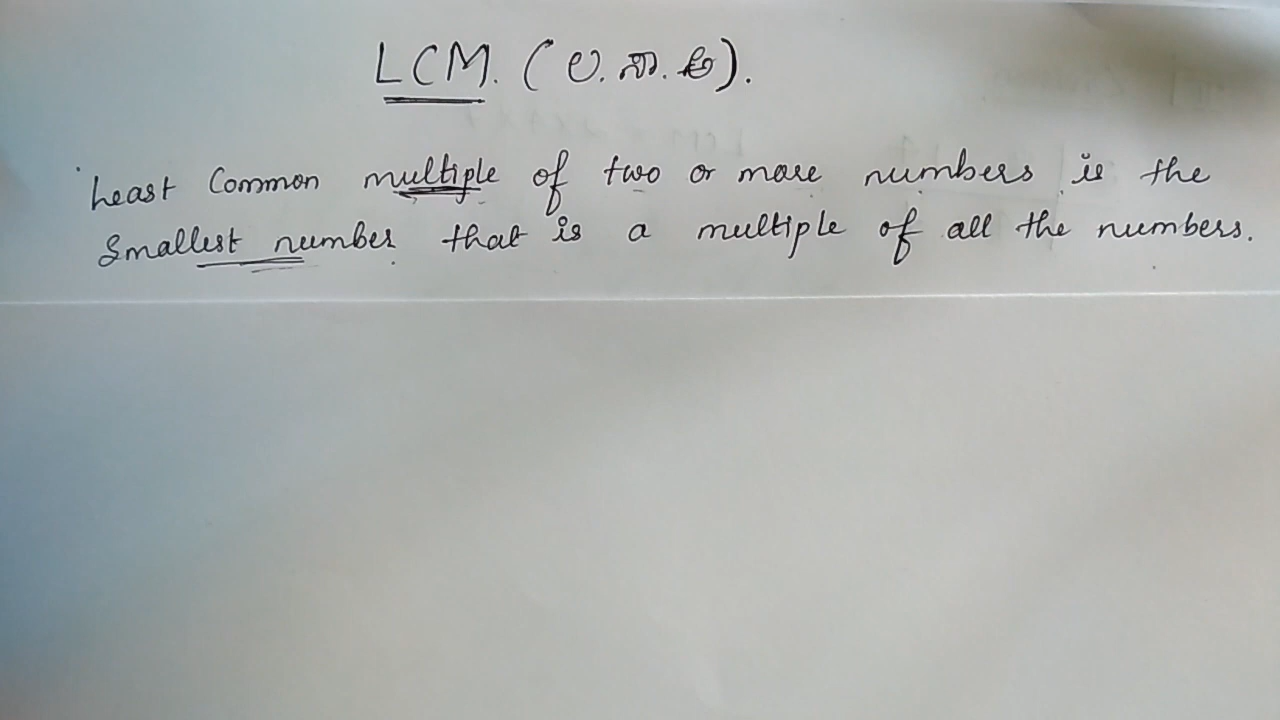 LCM. (ല.സാ.ഉ).
Least Common multiple of two or more numbers is the
Smallest number that is a multiple of all the numbers.